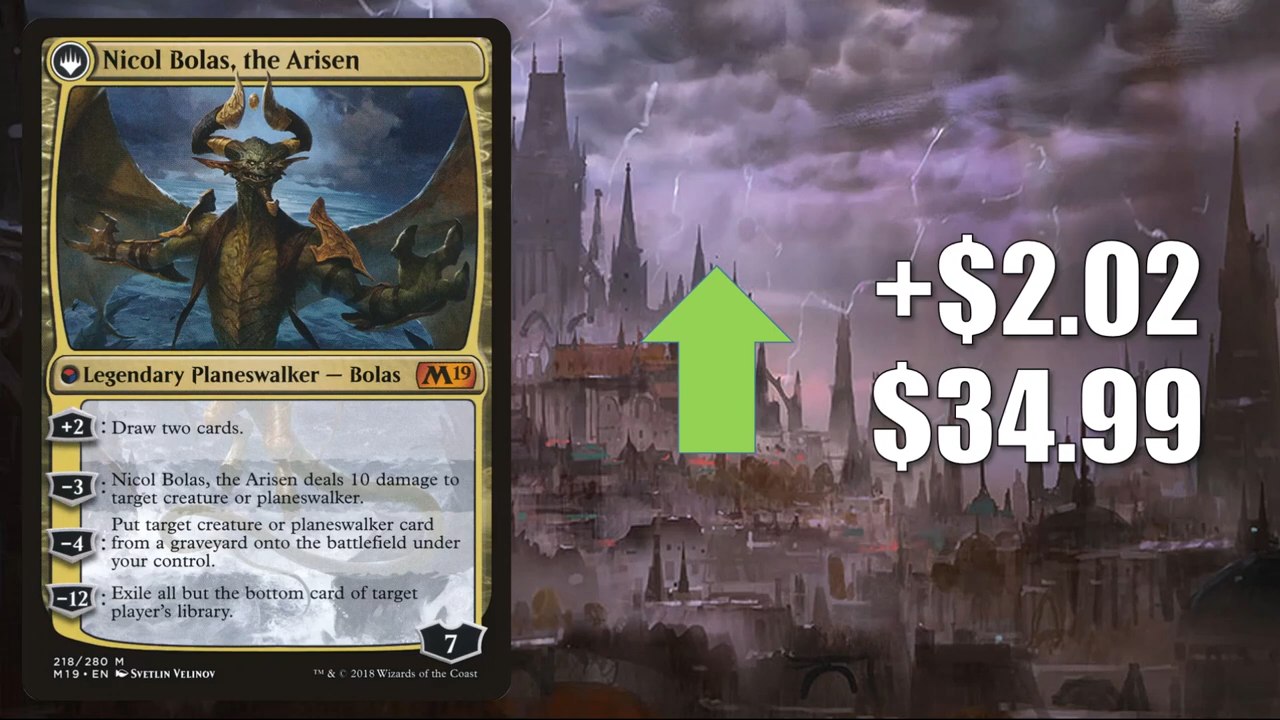 Nicol Bolas, the Arisen
Legendary Planeswalker — Bolas M19
+2 : Draw two cards.
−3 : Nicol Bolas, the Arisen deals 10 damage to
target creature or planeswalker.
Put target creature or planeswalker card
−4 : from a graveyard onto the battlefield under
your control.
−12 : Exile all but the bottom card of target
player's library.
7
218/280 M
M19 • EN Svetlin Velinov
™ & © 2018 Wizards of the Coast
+$2.02
$34.99